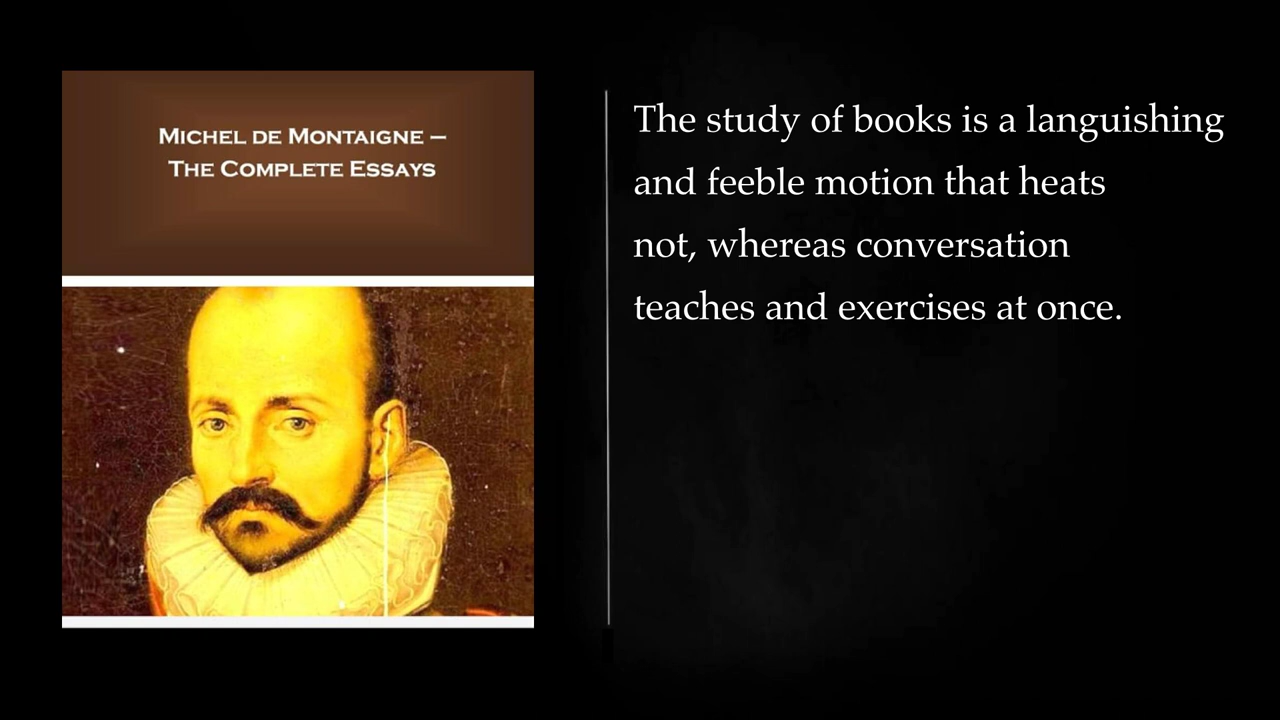 MICHEL DE MONTAIGNE –
THE COMPLETE ESSAYS
The study of books is a languishing
and feeble motion that heats
not, whereas conversation
teaches and exercises at once.